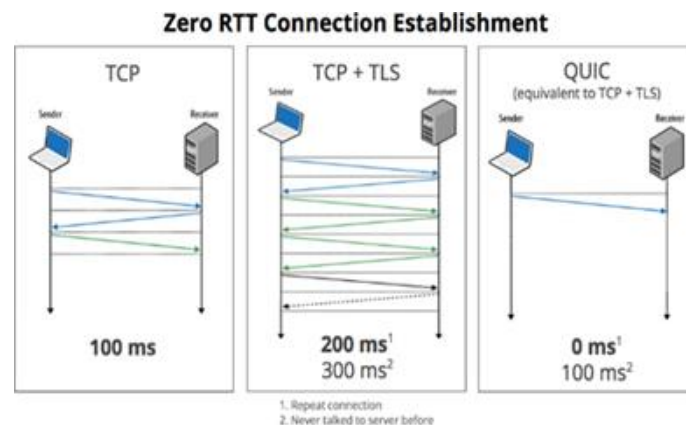 Zero RTT Connection Establishment
TCP
Sender
Receiver
100 ms
TCP + TLS
Sender
Receiver
200 ms¹
300 ms²
QUIC
(equivalent to TCP + TLS)
Sender
Receiver
0 ms¹
100 ms²
1. Repeat connection
2. Never talked to server before